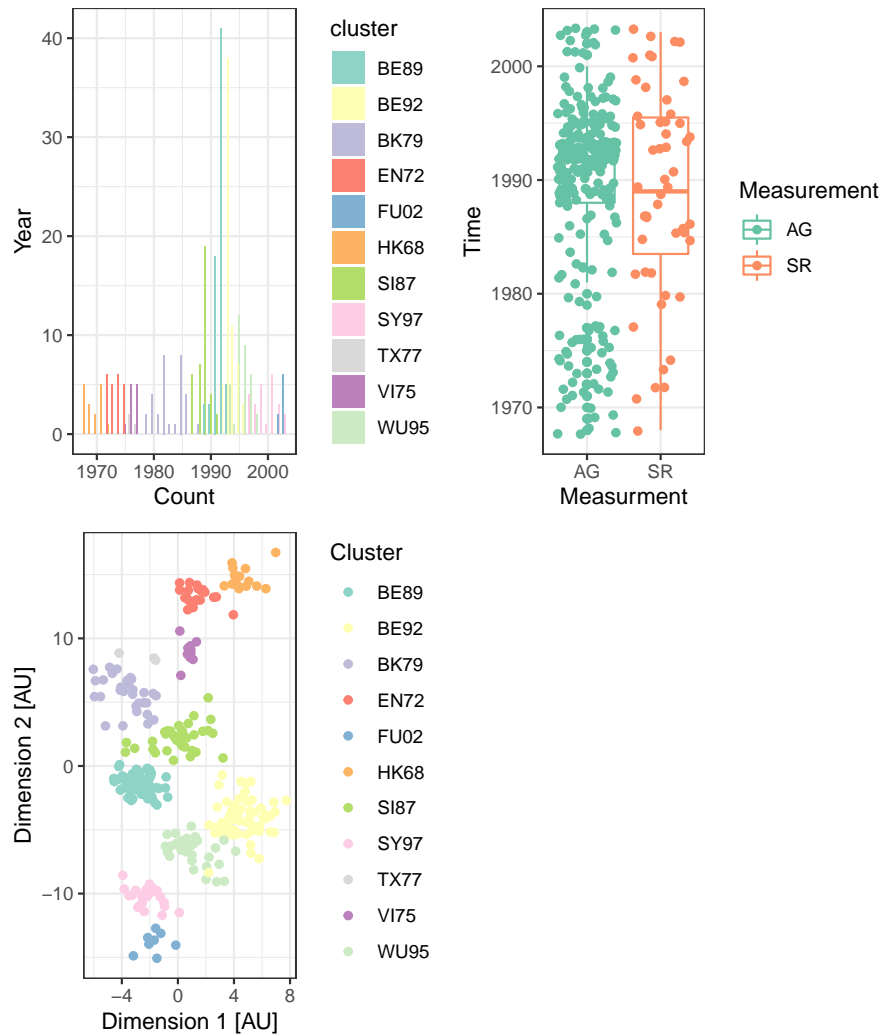 40
30
20
10
0
Year
1970 1980 1990 2000
Count
cluster
BE89
BE92
BK79
EN72
FU02
HK68
SI87
SY97
TX77
VI75
WU95
2000
1990
1980
1970
Time
AG SR
Measurment
Measurement
AG
SR
10
0
−10
Dimension 2 [AU]
−4 0 4 8
Dimension 1 [AU]
Cluster
BE89
BE92
BK79
EN72
FU02
HK68
SI87
SY97
TX77
VI75
WU95